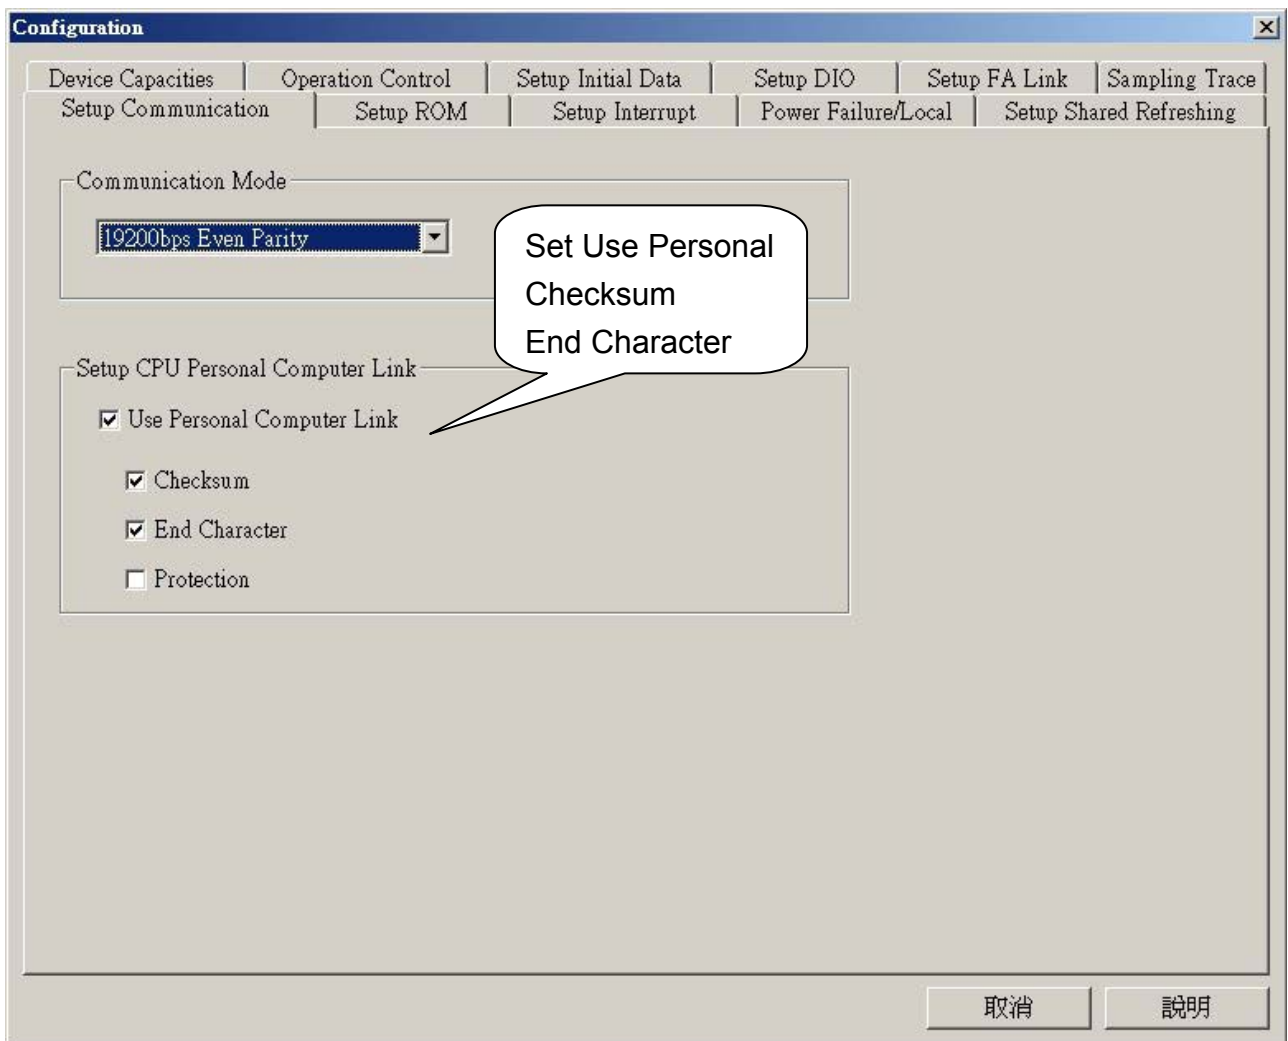 Configuration
Device Capacities
Operation Control
Setup Initial Data
Setup DIO
Setup FA Link
Sampling Trace
Setup Communication
Setup ROM
Setup Interrupt
Power Failure/Local
Setup Shared Refreshing
Communication Mode
19200bps Even Parity
Set Use Personal
Checksum
End Character
Setup CPU Personal Computer Link
Use Personal Computer Link
Checksum
End Character
Protection
取消
說明